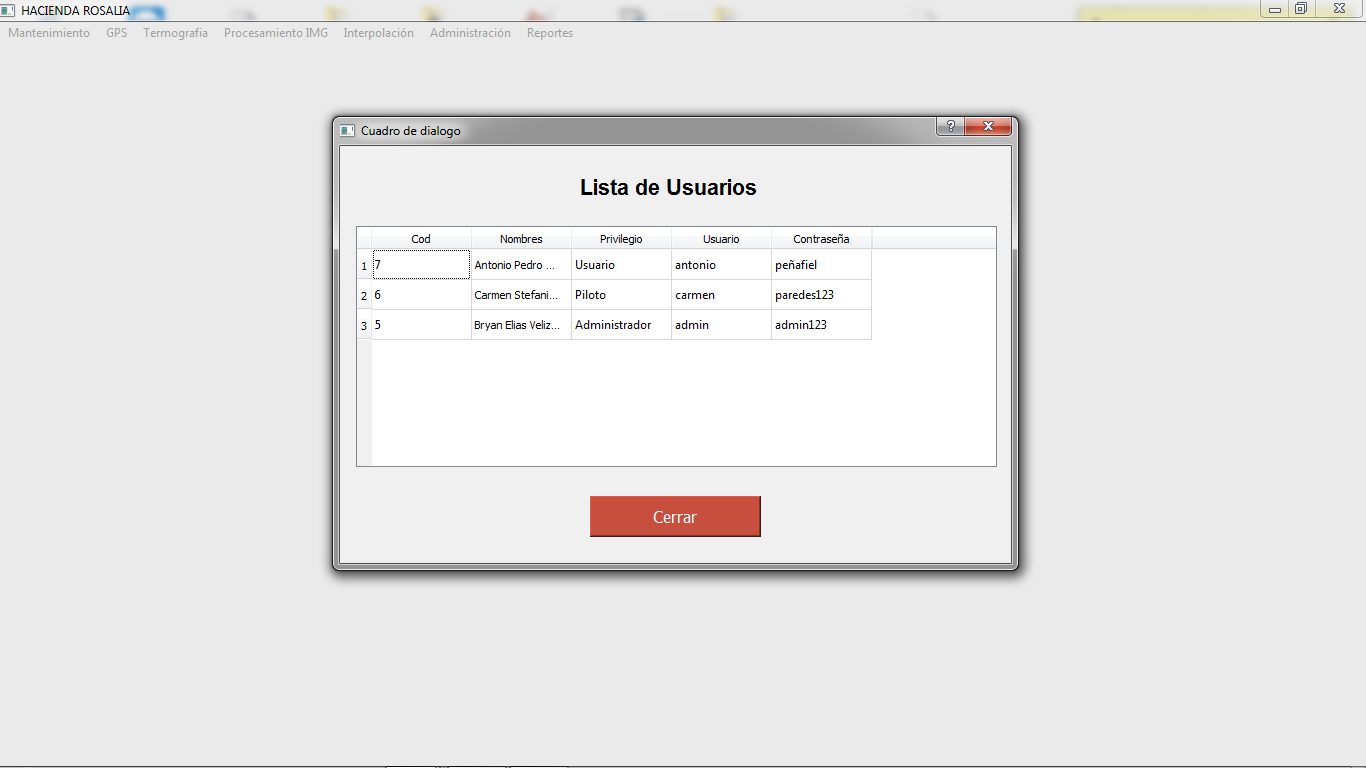 HACIENDA ROSALIA
Mantenimiento GPS Termografia Procesamiento IMG Interpolación Administración Reportes
Cuadro de dialogo
Lista de Usuarios
Cod Nombres Privilegio Usuario Contraseña
1 7 Antonio Pedro ... Usuario antonio peñafiel
2 6 Carmen Stefani... Piloto carmen paredes123
3 5 Bryan Elias Veliz... Administrador admin admin123
Cerrar